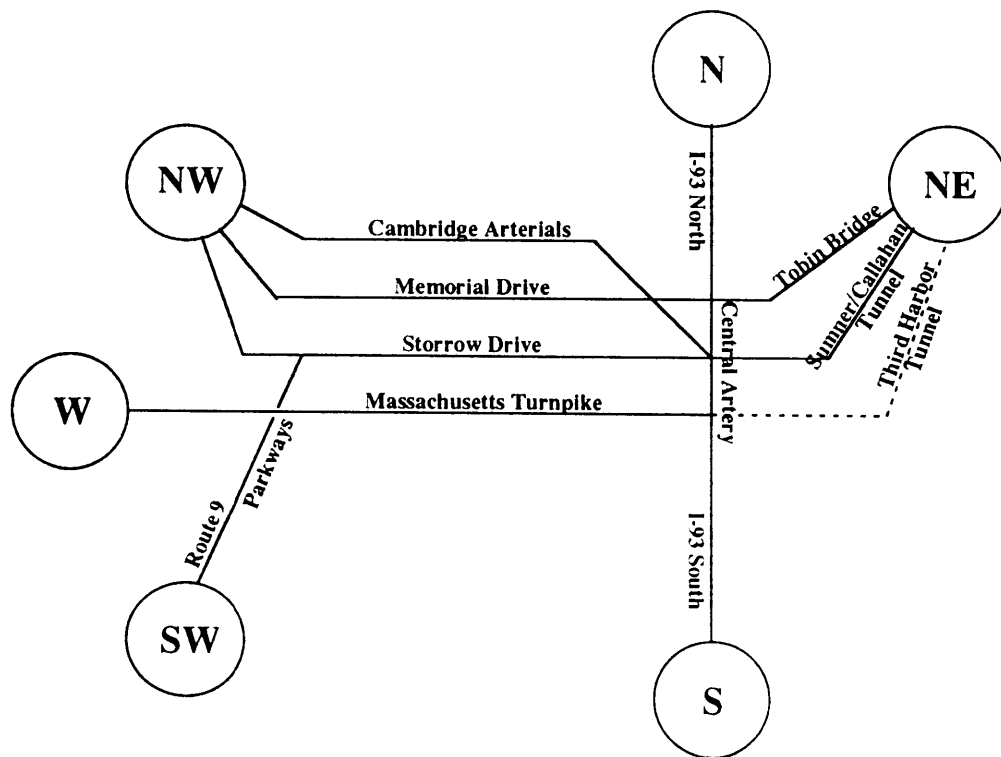 N
NW
NE
I-93 North
Cambridge Arterials
Tobin Bridge
Memorial Drive
Sumner/Callahan
Tunnel
Third Harbor
Tunnel
Central Artery
Storrow Drive
W
Massachusetts Turnpike
Parkways
Route 9
I-93 South
SW
S